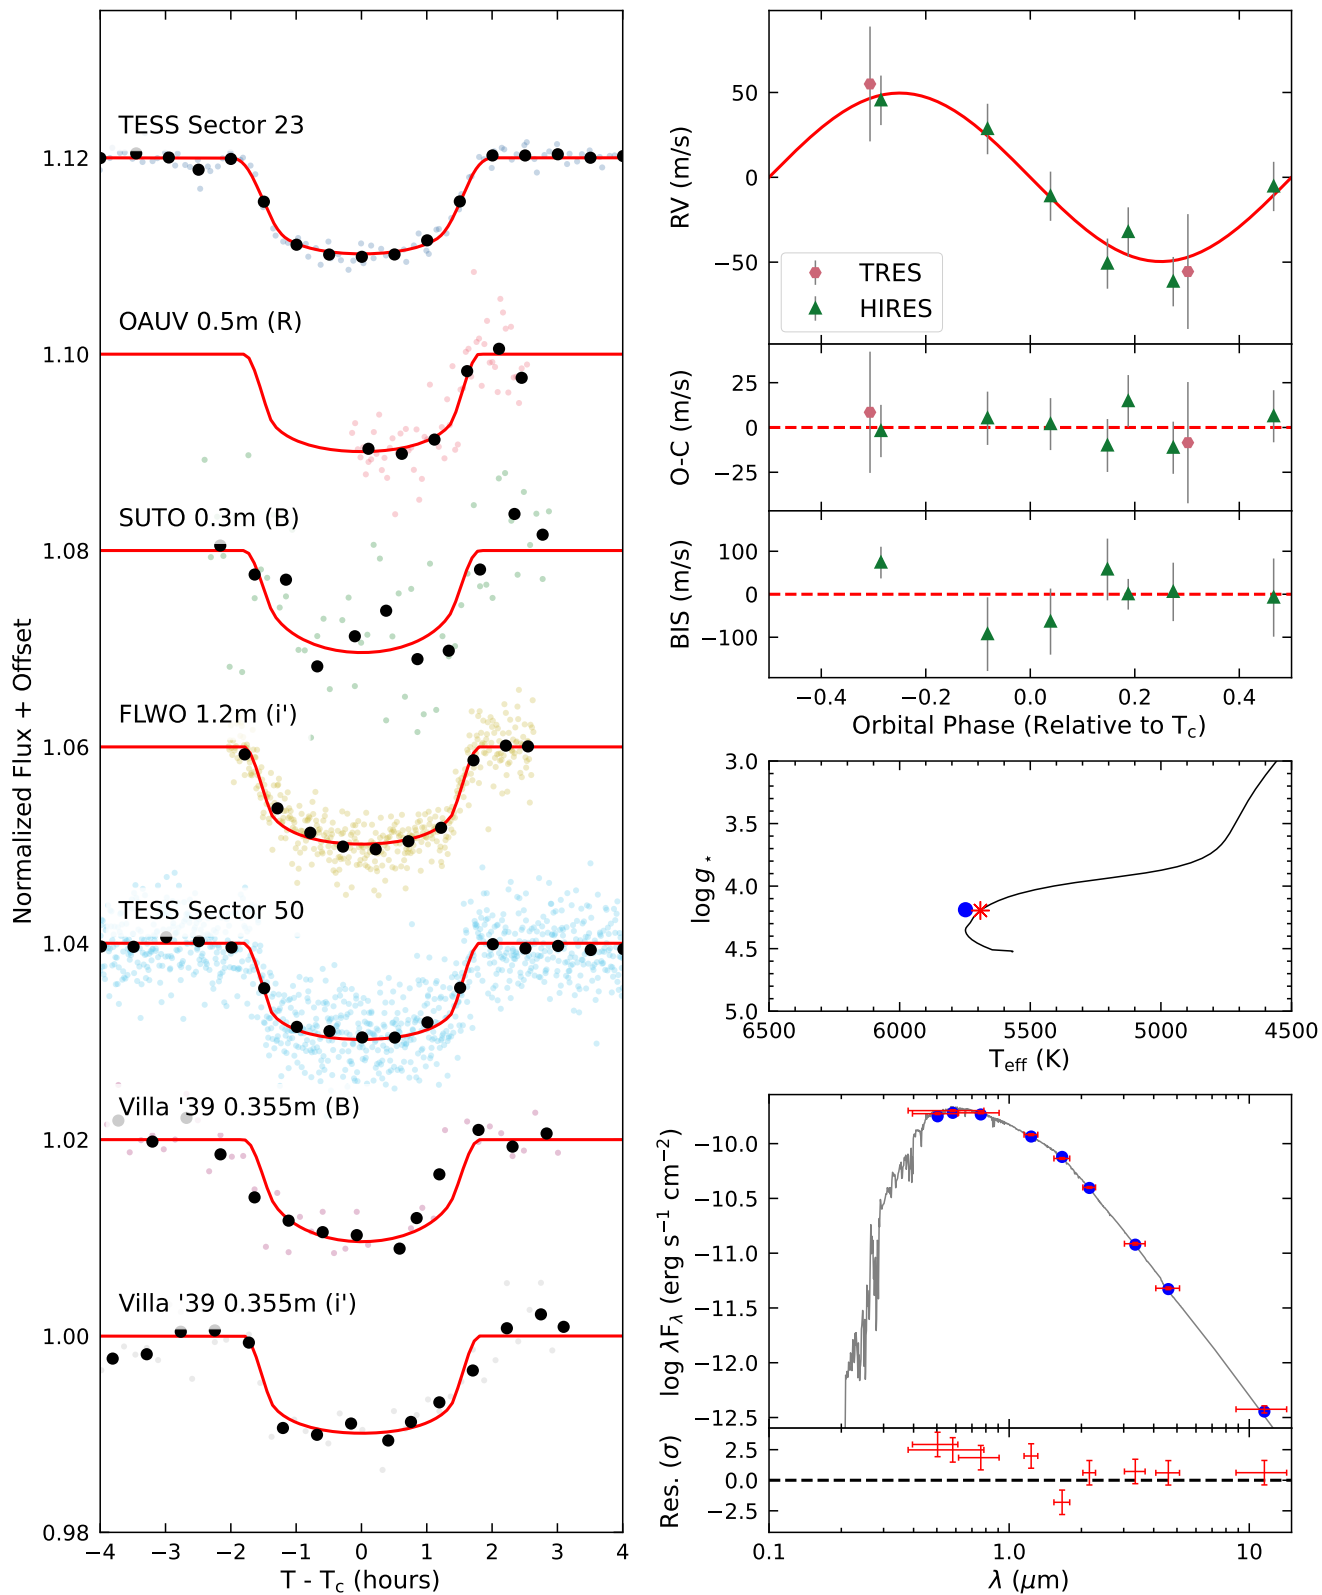 Normalized Flux + Offset
1.12
1.10
1.08
1.06
1.04
1.02
1.00
0.98
TESS Sector 23
OAUV 0.5m (R)
SUTO 0.3m (B)
FLWO 1.2m (i')
TESS Sector 50
Villa '39 0.355m (B)
Villa '39 0.355m (i')
−4 −3 −2 −1 0 1 2 3 4
T - Tc (hours)
RV (m/s)
50
0
−50
TRES
HIRES
O-C (m/s)
25
0
−25
BIS (m/s)
100
0
−100
−0.4 −0.2 0.0 0.2 0.4
Orbital Phase (Relative to Tc)
log g⋆
3.0
3.5
4.0
4.5
5.0
6500 6000 5500 5000 4500
Teff (K)
log λFλ (erg s−1 cm−2)
−10.0
−10.5
−11.0
−11.5
−12.0
−12.5
Res. (σ)
2.5
0.0
−2.5
0.1 1.0 10
λ (μm)